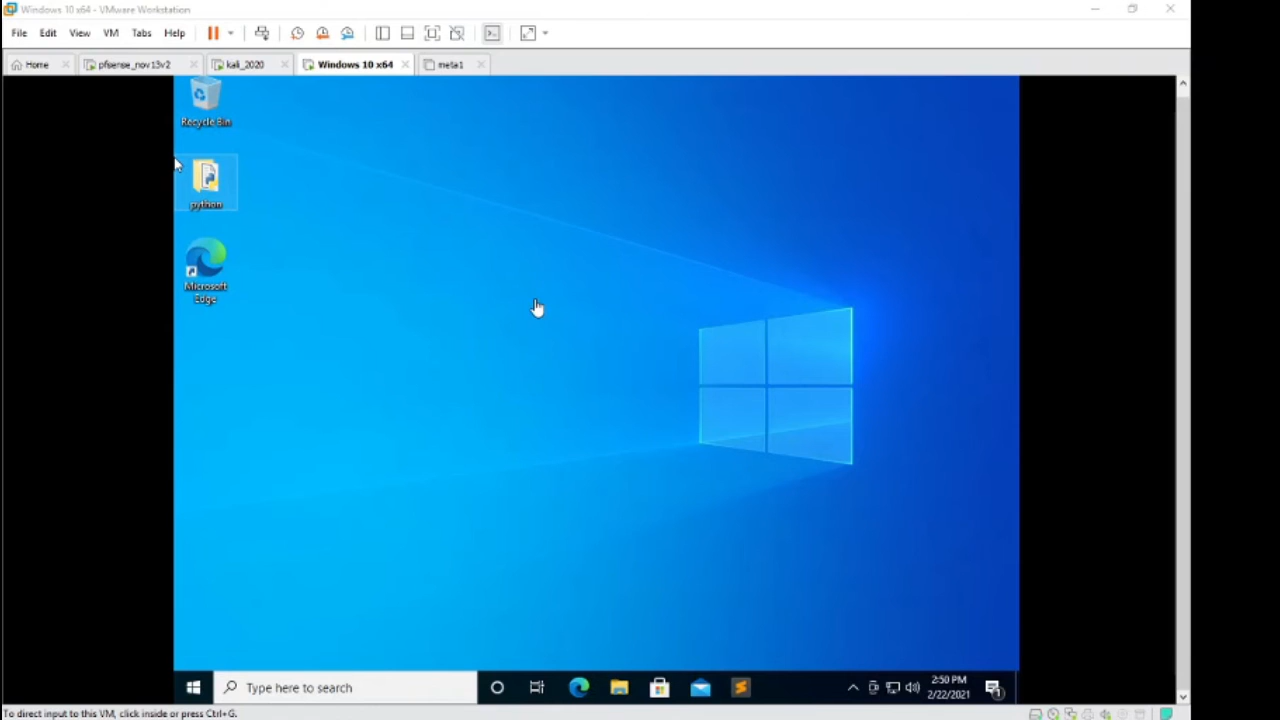 Windows 10 x64 - VMware Workstation
File Edit View VM Tabs Help
Home pfsense_nov13v2 kali_2020 Windows 10 x64 meta1
Recycle Bin
python
Microsoft
Edge
Type here to search
2:50 PM
2/22/2021
1
To direct input to this VM, click inside or press Ctrl+G.